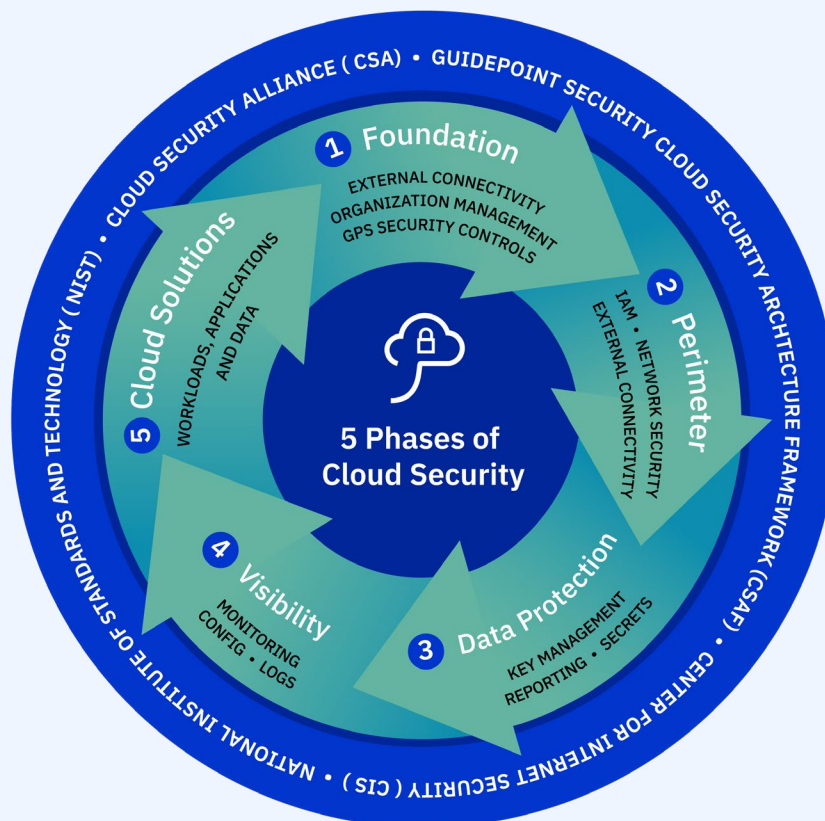 CLOUD SECURITY ALLIANCE ( CSA) • GUIDEPOINT SECURITY CLOUD SECURITY ARCHTECTURE FRAMEWORK (CSAF) • CENTER FOR INTERNET SECURITY ( CIS) • NATIONAL INSTITUTE OF STANDARDS AND TECHNOLOGY ( NIST) •
1 Foundation
EXTERNAL CONNECTIVITY
ORGANIZATION MANAGEMENT
GPS SECURITY CONTROLS
2 Perimeter
IAM • NETWORK SECURITY
EXTERNAL CONNECTIVITY
3 Data Protection
KEY MANAGEMENT
REPORTING • SECRETS
4 Visibility
MONITORING
CONFIG • LOGS
5 Cloud Solutions
WORKLOADS, APPLICATIONS
AND DATA
5 Phases of
Cloud Security